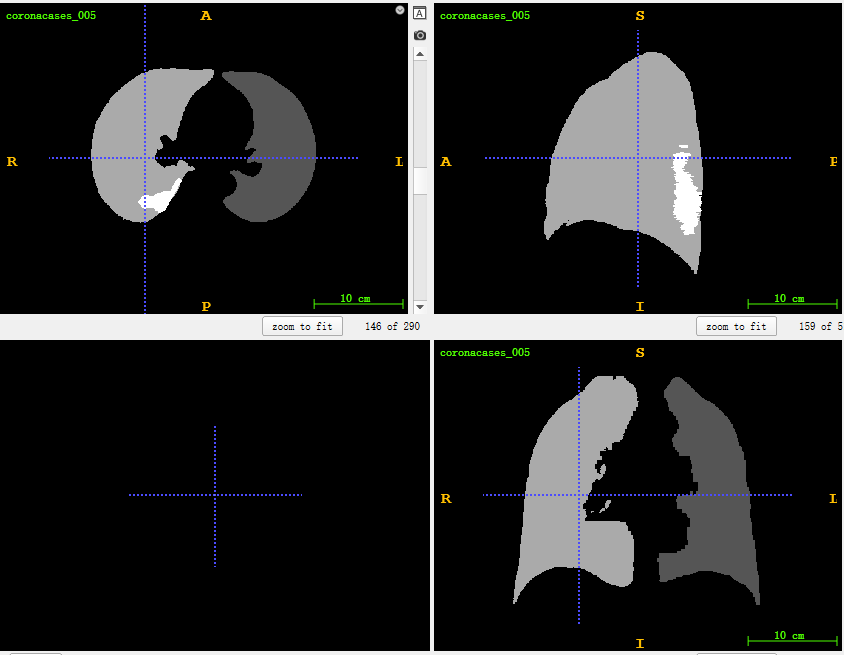 coronacases_005
A
A
R
L
10 cm
P
zoom to fit
146 of 290
coronacases_005
S
A
P
10 cm
I
zoom to fit
159 of 5
coronacases_005
S
R
L
10 cm
I